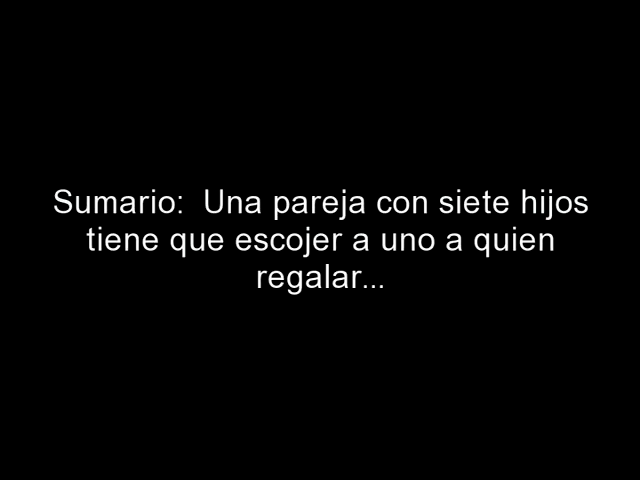 Sumario:  Una pareja con siete hijos
tiene que escojer a uno a quien
regalar...